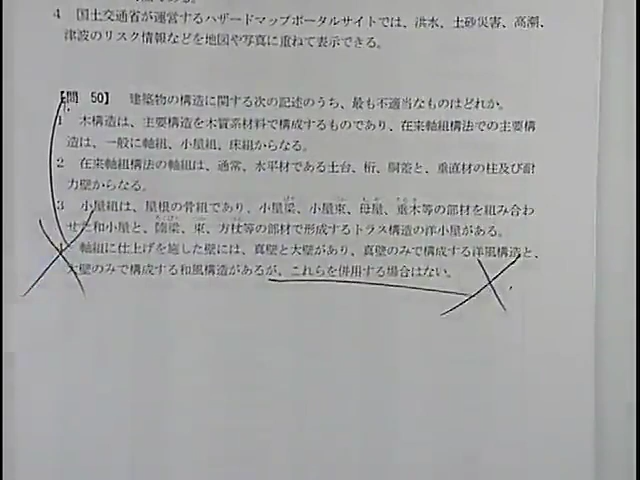 4 国土交通省が運営するハザードマップポータルサイトでは、洪水、土砂災害、高潮、
津波のリスク情報などを地図や写真に重ねて表示できる。
【問 50】 建築物の構造に関する次の記述のうち、最も不適当なものはどれか。
1 木構造は、主要構造を木質系材料で構成するものであり、在来軸組構法での主要構
造は、一般に軸組、小屋組、床組からなる。
2 在来軸組構法の軸組は、通常、水平材である土台、桁、胴差と、垂直材の柱及び耐
力壁からなる。
3 小屋組は、屋根の骨組であり、小屋梁、小屋束、母屋、垂木等の部材を組み合わ
せた和小屋と、陸梁、束、方杖等の部材で形成するトラス構造の洋小屋がある。
4 軸組に仕上げを施した壁には、真壁と大壁があり、真壁のみで構成する洋風構造と、
大壁のみで構成する和風構造があるが、これらを併用する場合はない。